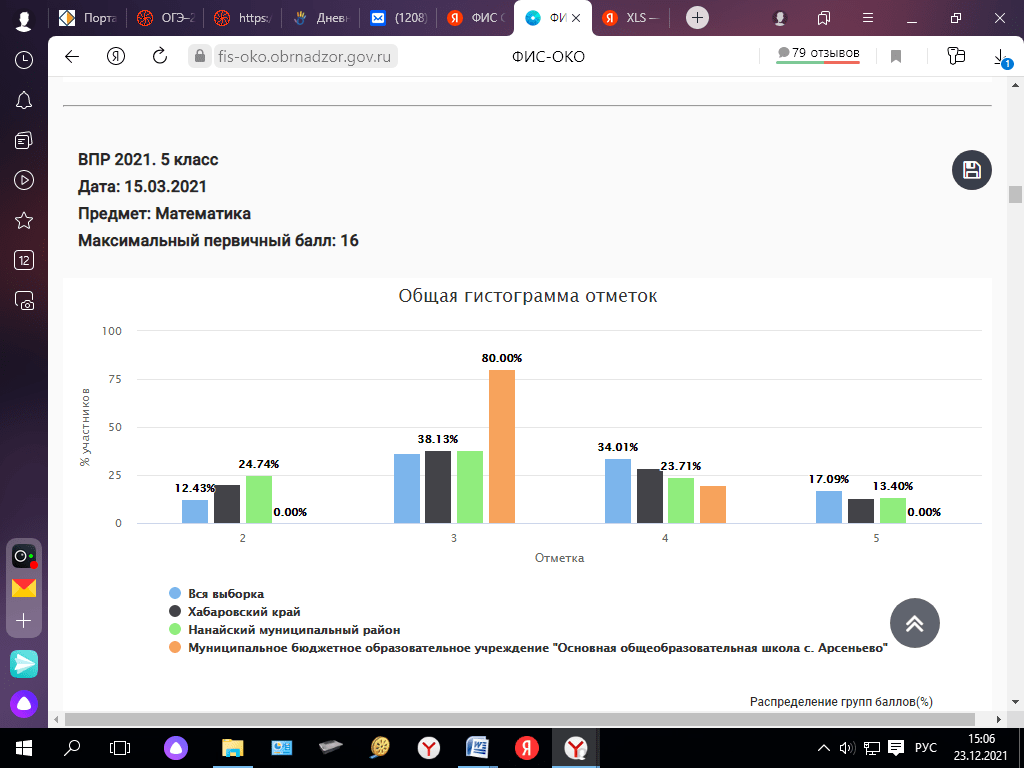 Порта
ОГЭ–2
https:
Дневн
(1208)
ФИС О
ФИ
XLS —
fis-oko.obrnadzor.gov.ru
ФИС-ОКО
79 отзывов
1
12
ВПР 2021. 5 класс
Дата: 15.03.2021
Предмет: Математика
Максимальный первичный балл: 16
Общая гистограмма отметок
% участников
100
75
50
25
0
12.43%
24.74%
0.00%
38.13%
80.00%
34.01%
23.71%
17.09%
13.40%
0.00%
2
3
4
5
Отметка
Вся выборка
Хабаровский край
Нанайский муниципальный район
Муниципальное бюджетное образовательное учреждение "Основная общеобразовательная школа с. Арсеньево"
Распределение групп баллов(%)
РУС
15:06
23.12.2021